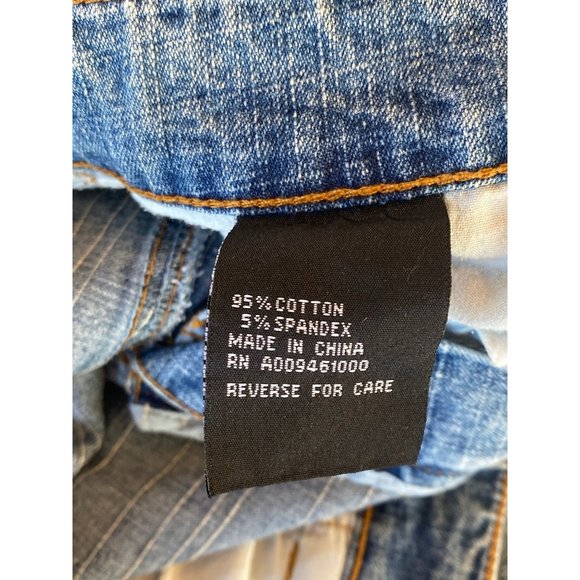 95% COTTON
5% SPANDEX
MADE IN CHINA
RN A009461000
REVERSE FOR CARE